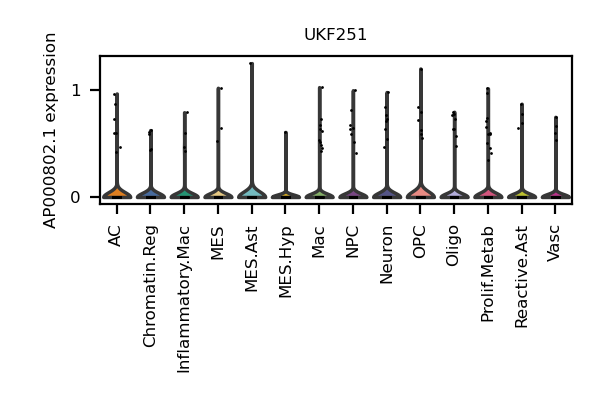 UKF251
AP000802.1 expression
1
0
AC
Chromatin.Reg
Inflammatory.Mac
MES
MES.Ast
MES.Hyp
Mac
NPC
Neuron
OPC
Oligo
Prolif.Metab
Reactive.Ast
Vasc